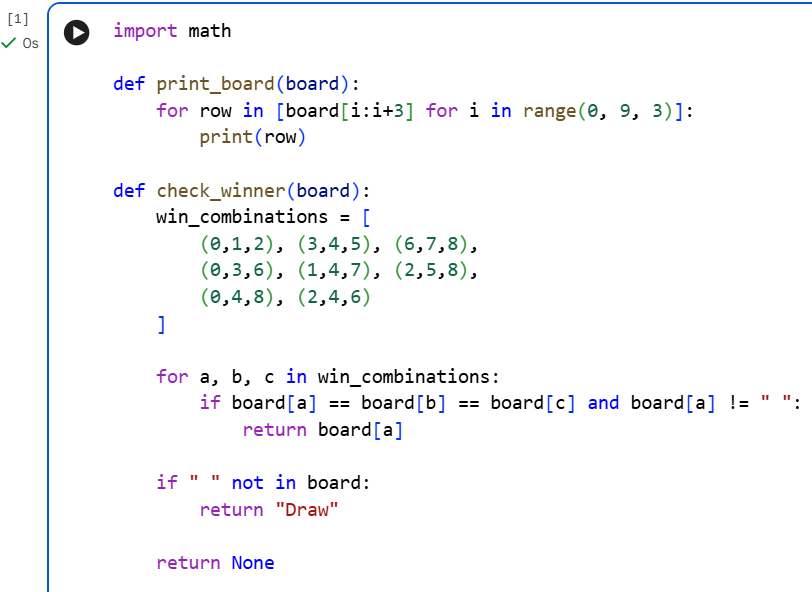 [1]
0s
import math
def print_board(board):
    for row in [board[i:i+3] for i in range(0, 9, 3)]:
        print(row)
def check_winner(board):
    win_combinations = [
        (0,1,2), (3,4,5), (6,7,8),
        (0,3,6), (1,4,7), (2,5,8),
        (0,4,8), (2,4,6)
    ]
    for a, b, c in win_combinations:
        if board[a] == board[b] == board[c] and board[a] != " ":
            return board[a]
    if " " not in board:
        return "Draw"
    return None